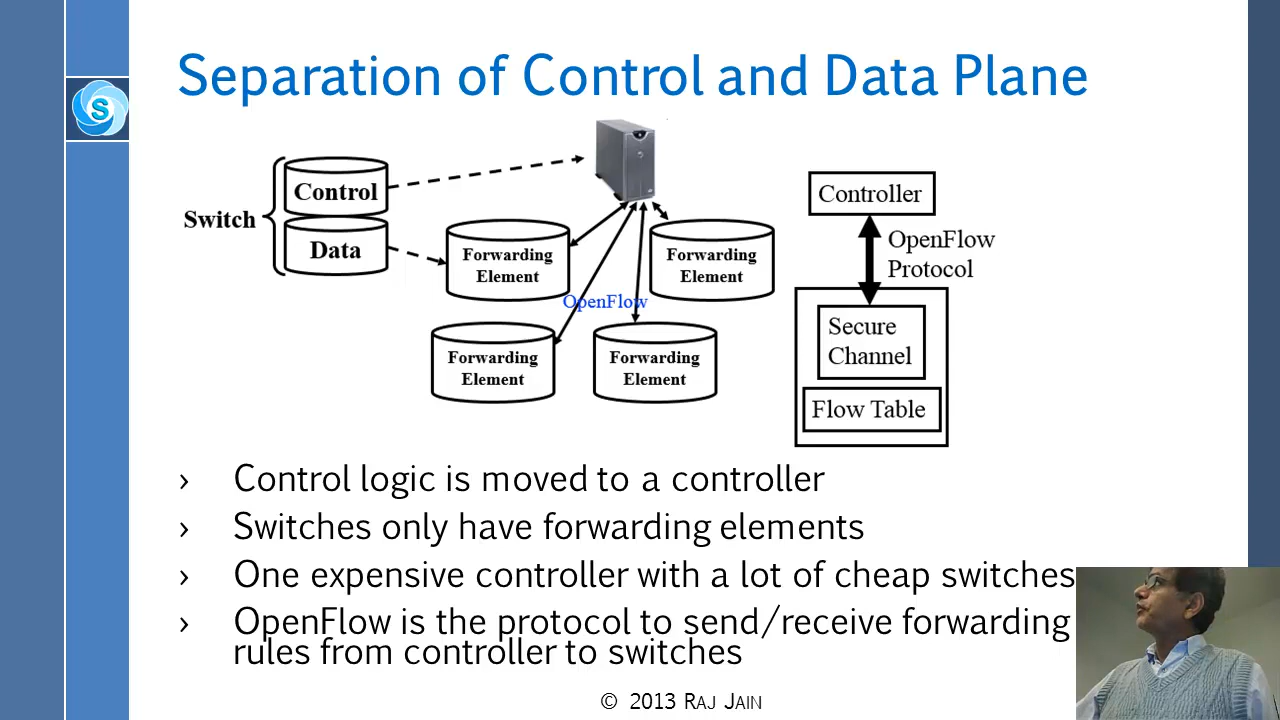 Separation of Control and Data Plane
S
Switch
Control
Data
Forwarding
Element
Forwarding
Element
OpenFlow
Forwarding
Element
Forwarding
Element
Controller
OpenFlow
Protocol
Secure
Channel
Flow Table
› Control logic is moved to a controller
› Switches only have forwarding elements
› One expensive controller with a lot of cheap switches
› OpenFlow is the protocol to send/receive forwarding
rules from controller to switches
© 2013 RAJ JAIN